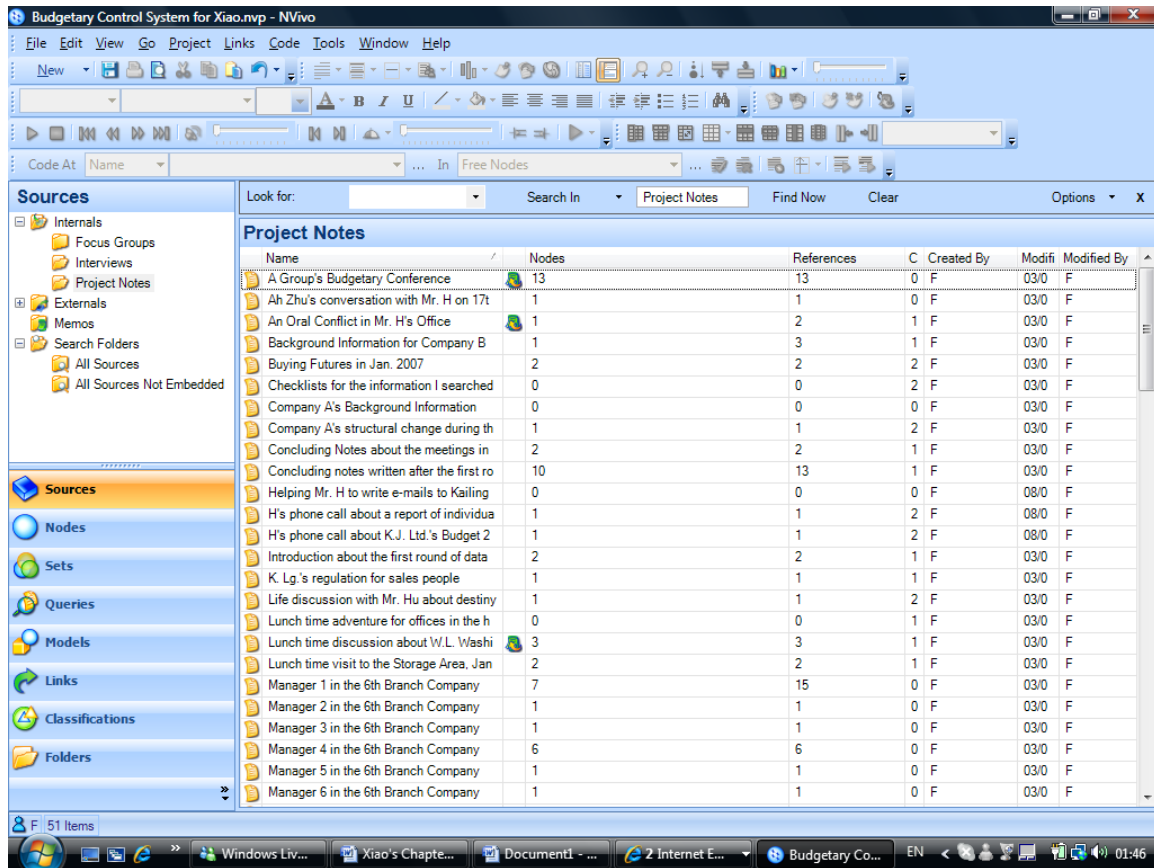 Budgetary Control System for Xiao.nvp - NVivo
File Edit View Go Project Links Code Tools Window Help
New
A B I U
Code At Name ... In Free Nodes ...
Sources
Internals
Focus Groups
Interviews
Project Notes
Externals
Memos
Search Folders
All Sources
All Sources Not Embedded
Sources
Nodes
Sets
Queries
Models
Links
Classifications
Folders
Look for: Search In Project Notes Find Now Clear Options x
Project Notes
Name Nodes References C Created By Modifi Modified By
A Group's Budgetary Conference 13 13 0 F 03/0 F
Ah Zhu's conversation with Mr. H on 17t 1 1 0 F 03/0 F
An Oral Conflict in Mr. H's Office 1 2 1 F 03/0 F
Background Information for Company B 1 3 1 F 03/0 F
Buying Futures in Jan. 2007 2 2 2 F 03/0 F
Checklists for the information I searched 0 0 2 F 03/0 F
Company A's Background Information 0 0 0 F 03/0 F
Company A's structural change during th 1 1 2 F 03/0 F
Concluding Notes about the meetings in 2 2 1 F 03/0 F
Concluding notes written after the first ro 10 13 1 F 03/0 F
Helping Mr. H to write e-mails to Kailing 0 0 0 F 08/0 F
H's phone call about a report of individua 1 1 2 F 08/0 F
H's phone call about K.J. Ltd.'s Budget 2 1 1 2 F 08/0 F
Introduction about the first round of data 2 2 1 F 03/0 F
K. Lg.'s regulation for sales people 1 1 1 F 03/0 F
Life discussion with Mr. Hu about destiny 1 1 2 F 03/0 F
Lunch time adventure for offices in the h 0 0 1 F 03/0 F
Lunch time discussion about W.L. Washi 3 3 1 F 03/0 F
Lunch time visit to the Storage Area, Jan 2 2 1 F 03/0 F
Manager 1 in the 6th Branch Company 7 15 0 F 03/0 F
Manager 2 in the 6th Branch Company 1 1 0 F 03/0 F
Manager 3 in the 6th Branch Company 1 1 0 F 03/0 F
Manager 4 in the 6th Branch Company 6 6 0 F 03/0 F
Manager 5 in the 6th Branch Company 1 1 0 F 03/0 F
Manager 6 in the 6th Branch Company 1 1 0 F 03/0 F
F 51 Items
Windows Liv... Xiao's Chapte... Document1 - ... 2 Internet E... Budgetary Co... EN 01:46